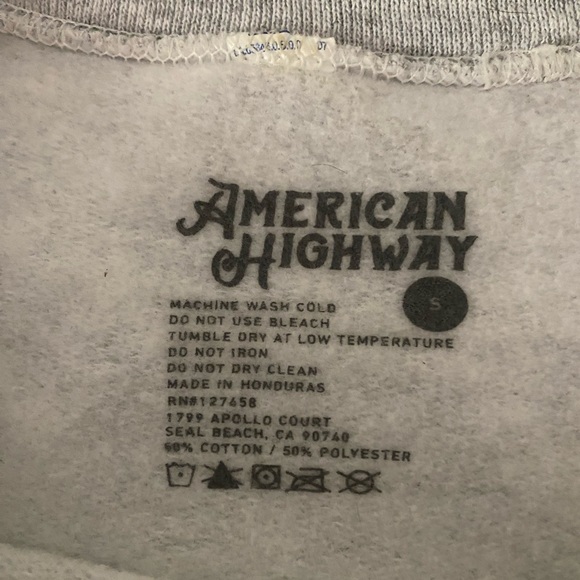 AMERICAN
HIGHWAY
S
MACHINE WASH COLD
DO NOT USE BLEACH
TUMBLE DRY AT LOW TEMPERATURE
DO NOT IRON
DO NOT DRY CLEAN
MADE IN HONDURAS
RN#127458
1799 APOLLO COURT
SEAL BEACH, CA 90740
50% COTTON / 50% POLYESTER